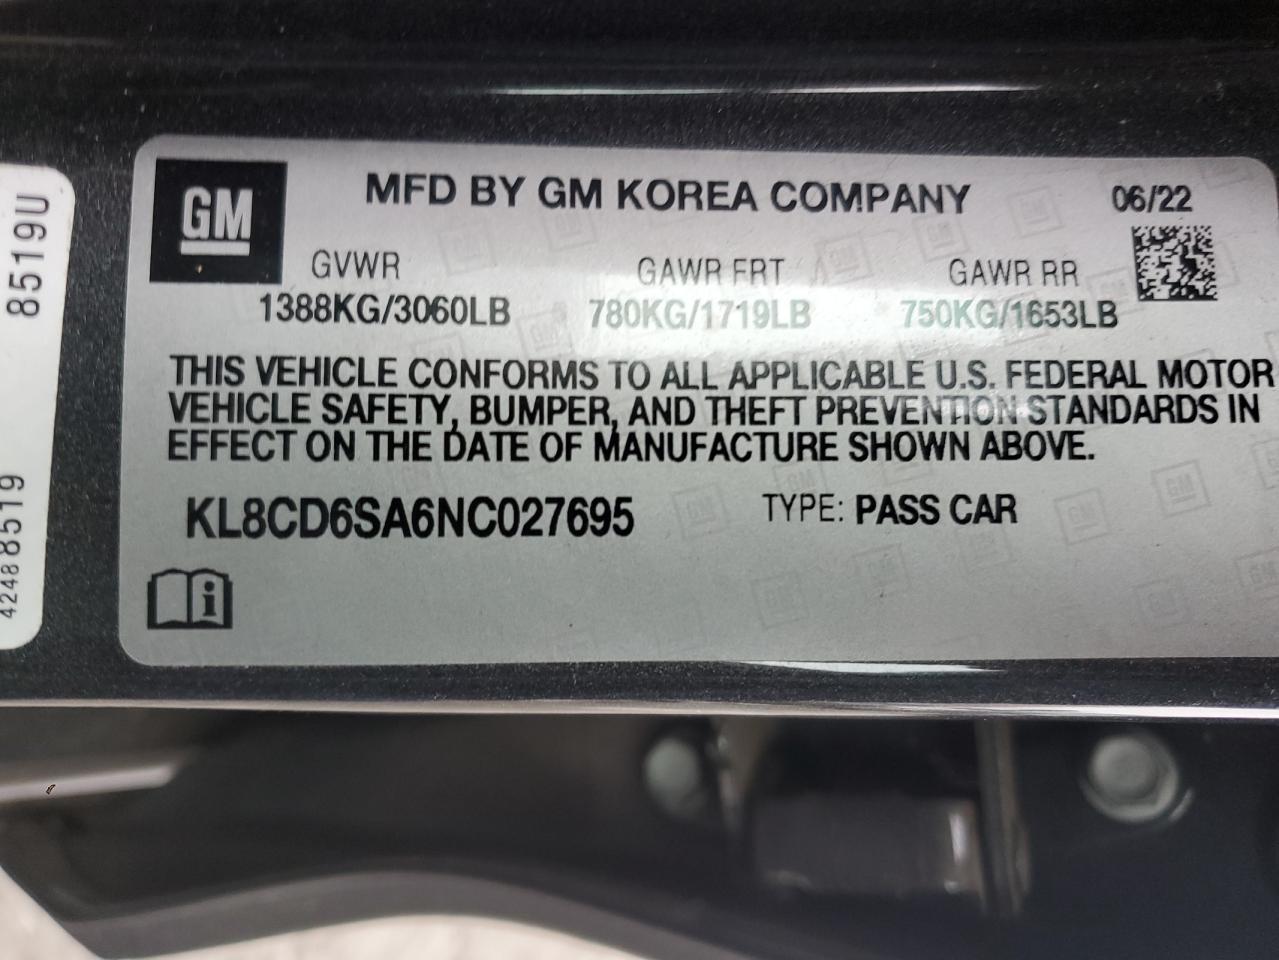 GM
MFD BY GM KOREA COMPANY
06/22
GVWR
GAWR FRT
GAWR RR
1388KG/3060LB
780KG/1719LB
750KG/1653LB
THIS VEHICLE CONFORMS TO ALL APPLICABLE U.S. FEDERAL MOTOR
VEHICLE SAFETY, BUMPER, AND THEFT PREVENTION STANDARDS IN
EFFECT ON THE DATE OF MANUFACTURE SHOWN ABOVE.
KL8CD6SA6NC027695
TYPE: PASS CAR
i
8519U
42488519